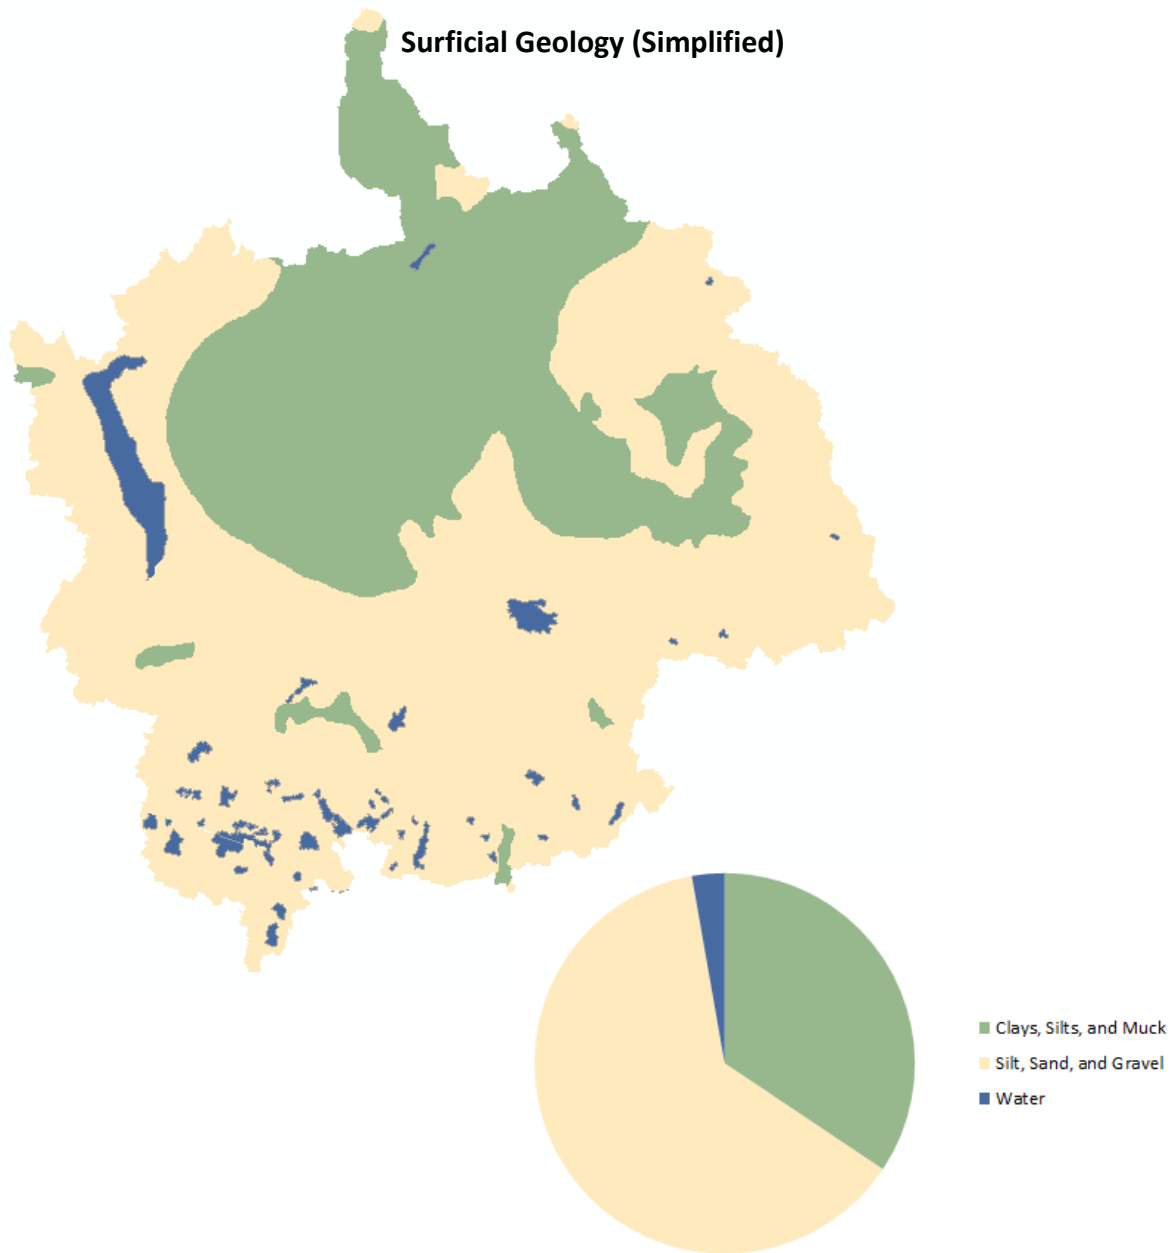 Surficial Geology (Simplified)
Clays, Silts, and Muck
Silt, Sand, and Gravel
Water